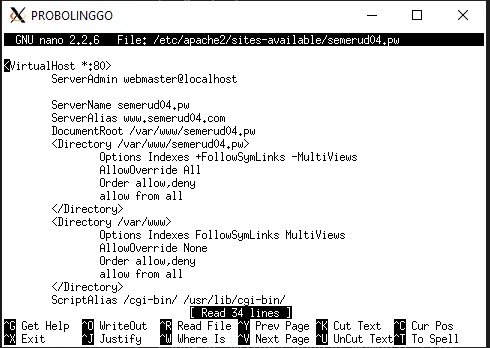 PROBOLINGGO
GNU nano 2.2.6 File: /etc/apache2/sites-available/semerud04.pw
<VirtualHost *:80>
ServerAdmin webmaster@localhost
ServerName semerud04.pw
ServerAlias www.semerud04.com
DocumentRoot /var/www/semerud04.pw
<Directory /var/www/semerud04.pw>
Options Indexes +FollowSymLinks -MultiViews
AllowOverride All
Order allow,deny
allow from all
</Directory>
<Directory /var/www>
Options Indexes FollowSymLinks MultiViews
AllowOverride None
Order allow,deny
allow from all
</Directory>
ScriptAlias /cgi-bin/ /usr/lib/cgi-bin/
[ Read 34 lines ]
^G Get Help ^O WriteOut ^R Read File ^Y Prev Page ^K Cut Text ^C Cur Pos
^X Exit ^J Justify ^W Where Is ^V Next Page ^U UnCut Text ^T To Spell